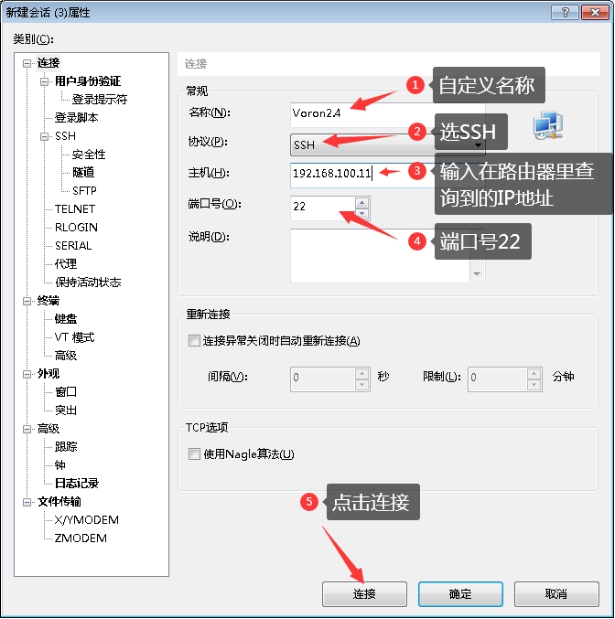 新建会话 (3)属性
类别(C):
连接
用户身份验证
登录提示符
登录脚本
SSH
安全性
隧道
SFTP
TELNET
RLOGIN
SERIAL
代理
保持活动状态
终端
键盘
VT 模式
高级
外观
窗口
突出
高级
跟踪
钟
日志记录
文件传输
X/YMODEM
ZMODEM
连接
常规
名称(N):
Voron2.4
1 自定义名称
协议(P):
SSH
2 选SSH
主机(H):
192.168.100.11
3 输入在路由器里查
询到的IP地址
端口号(O):
22
4 端口号22
说明(D):
重新连接
连接异常关闭时自动重新连接(A)
间隔(V):
0
秒
限制(L):
0
分钟
TCP选项
使用Nagle算法(U)
5 点击连接
连接
确定
取消